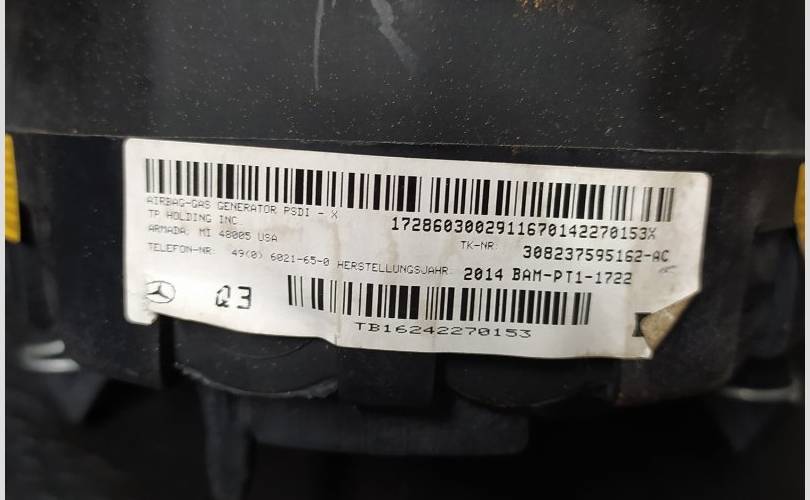 AIRBAG-GAS GENERATOR PSDI - X
TP HOLDING INC
ARMADA, MI 48005 USA
TELEFON-NR: 49(0) 6021-65-0 HERSTELLUNGSJAHR: 2014 BAM-PT1-1722
1728603002911670142270153X
TK-NR: 308237595162-AC
Q3
TB16242270153